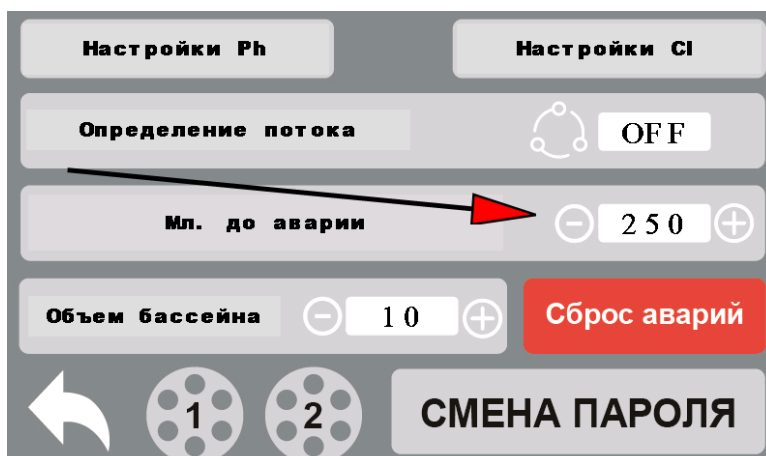 Настройки Ph
Настройки Cl
Определение потока
OFF
Мл. до аварии
250
Объем бассейна
10
Сброс аварий
1
2
СМЕНА ПАРОЛЯ